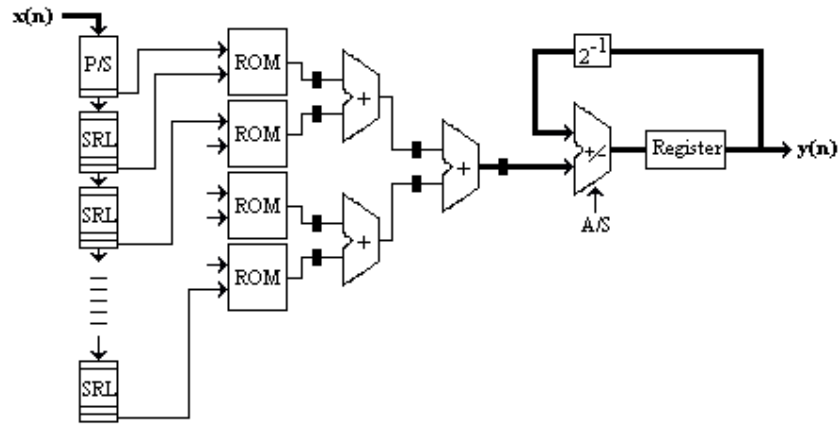 x(n)
P/S
SRL
SRL
SRL
ROM
ROM
ROM
ROM
+
+
+
2⁻¹
+/-
A/S
Register
y(n)